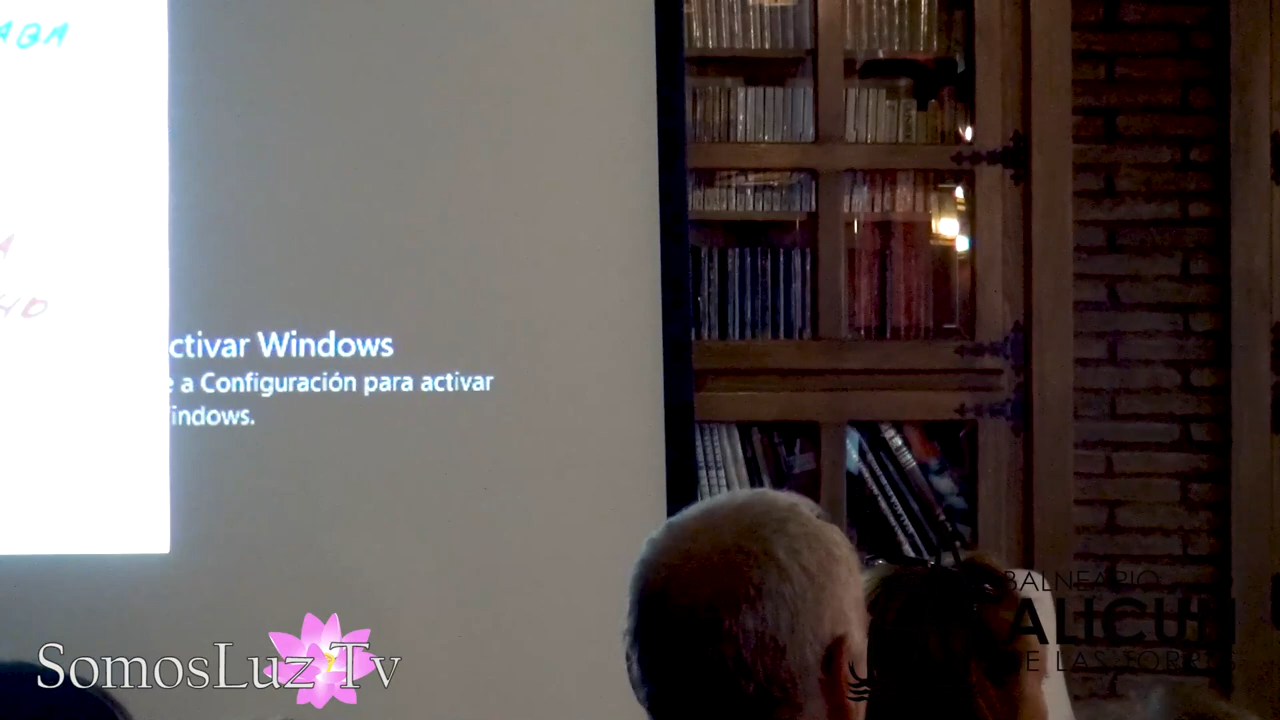 ctivar Windows
e a Configuración para activar
indows.
SomosLuz Tv
BALNEARIO
ALICUN
DE LAS TORRES